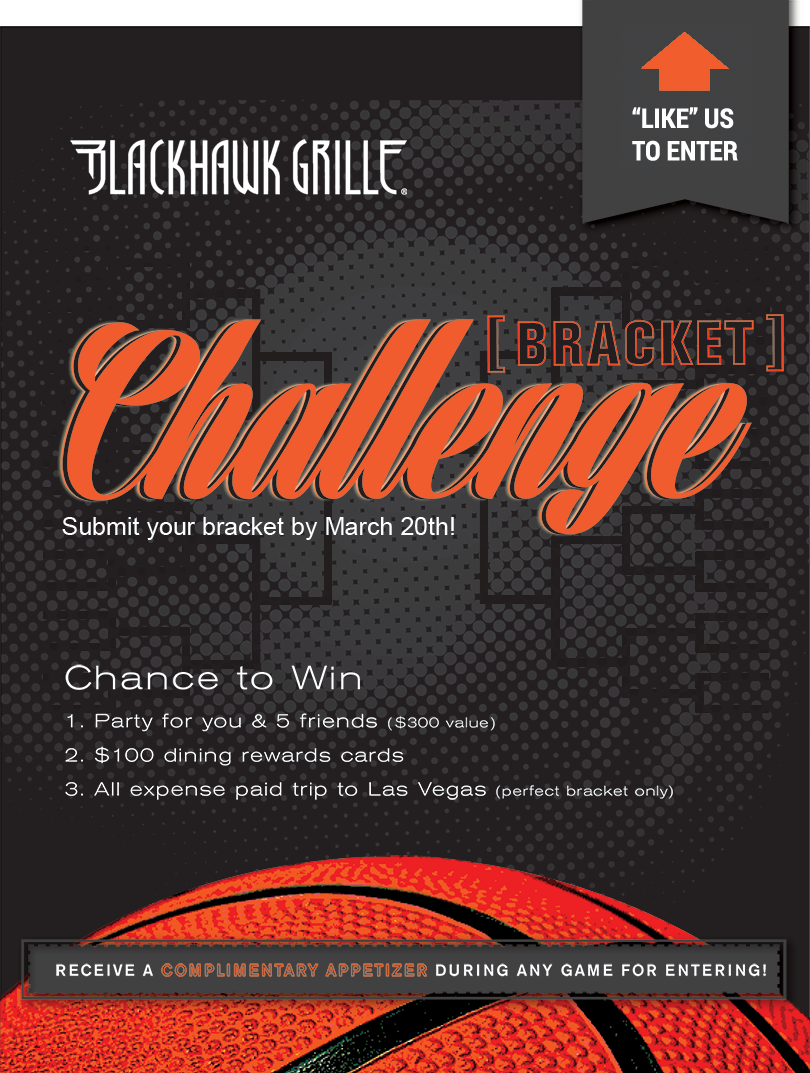 “LIKE” US
TO ENTER
BLACKHAWK GRILLE®
[BRACKET]
Challenge
Submit your bracket by March 20th!
Chance to Win
1. Party for you & 5 friends ($300 value)
2. $100 dining rewards cards
3. All expense paid trip to Las Vegas (perfect bracket only)
RECEIVE A COMPLIMENTARY APPETIZER DURING ANY GAME FOR ENTERING!